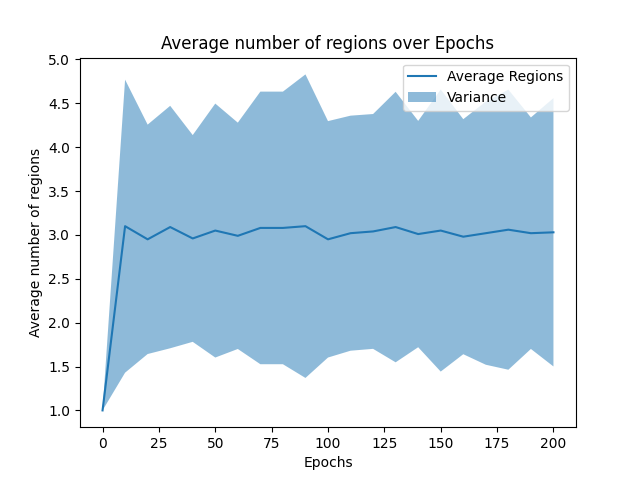 Average number of regions over Epochs
Average Regions
Variance
Average number of regions
5.0
4.5
4.0
3.5
3.0
2.5
2.0
1.5
1.0
0 25 50 75 100 125 150 175 200
Epochs